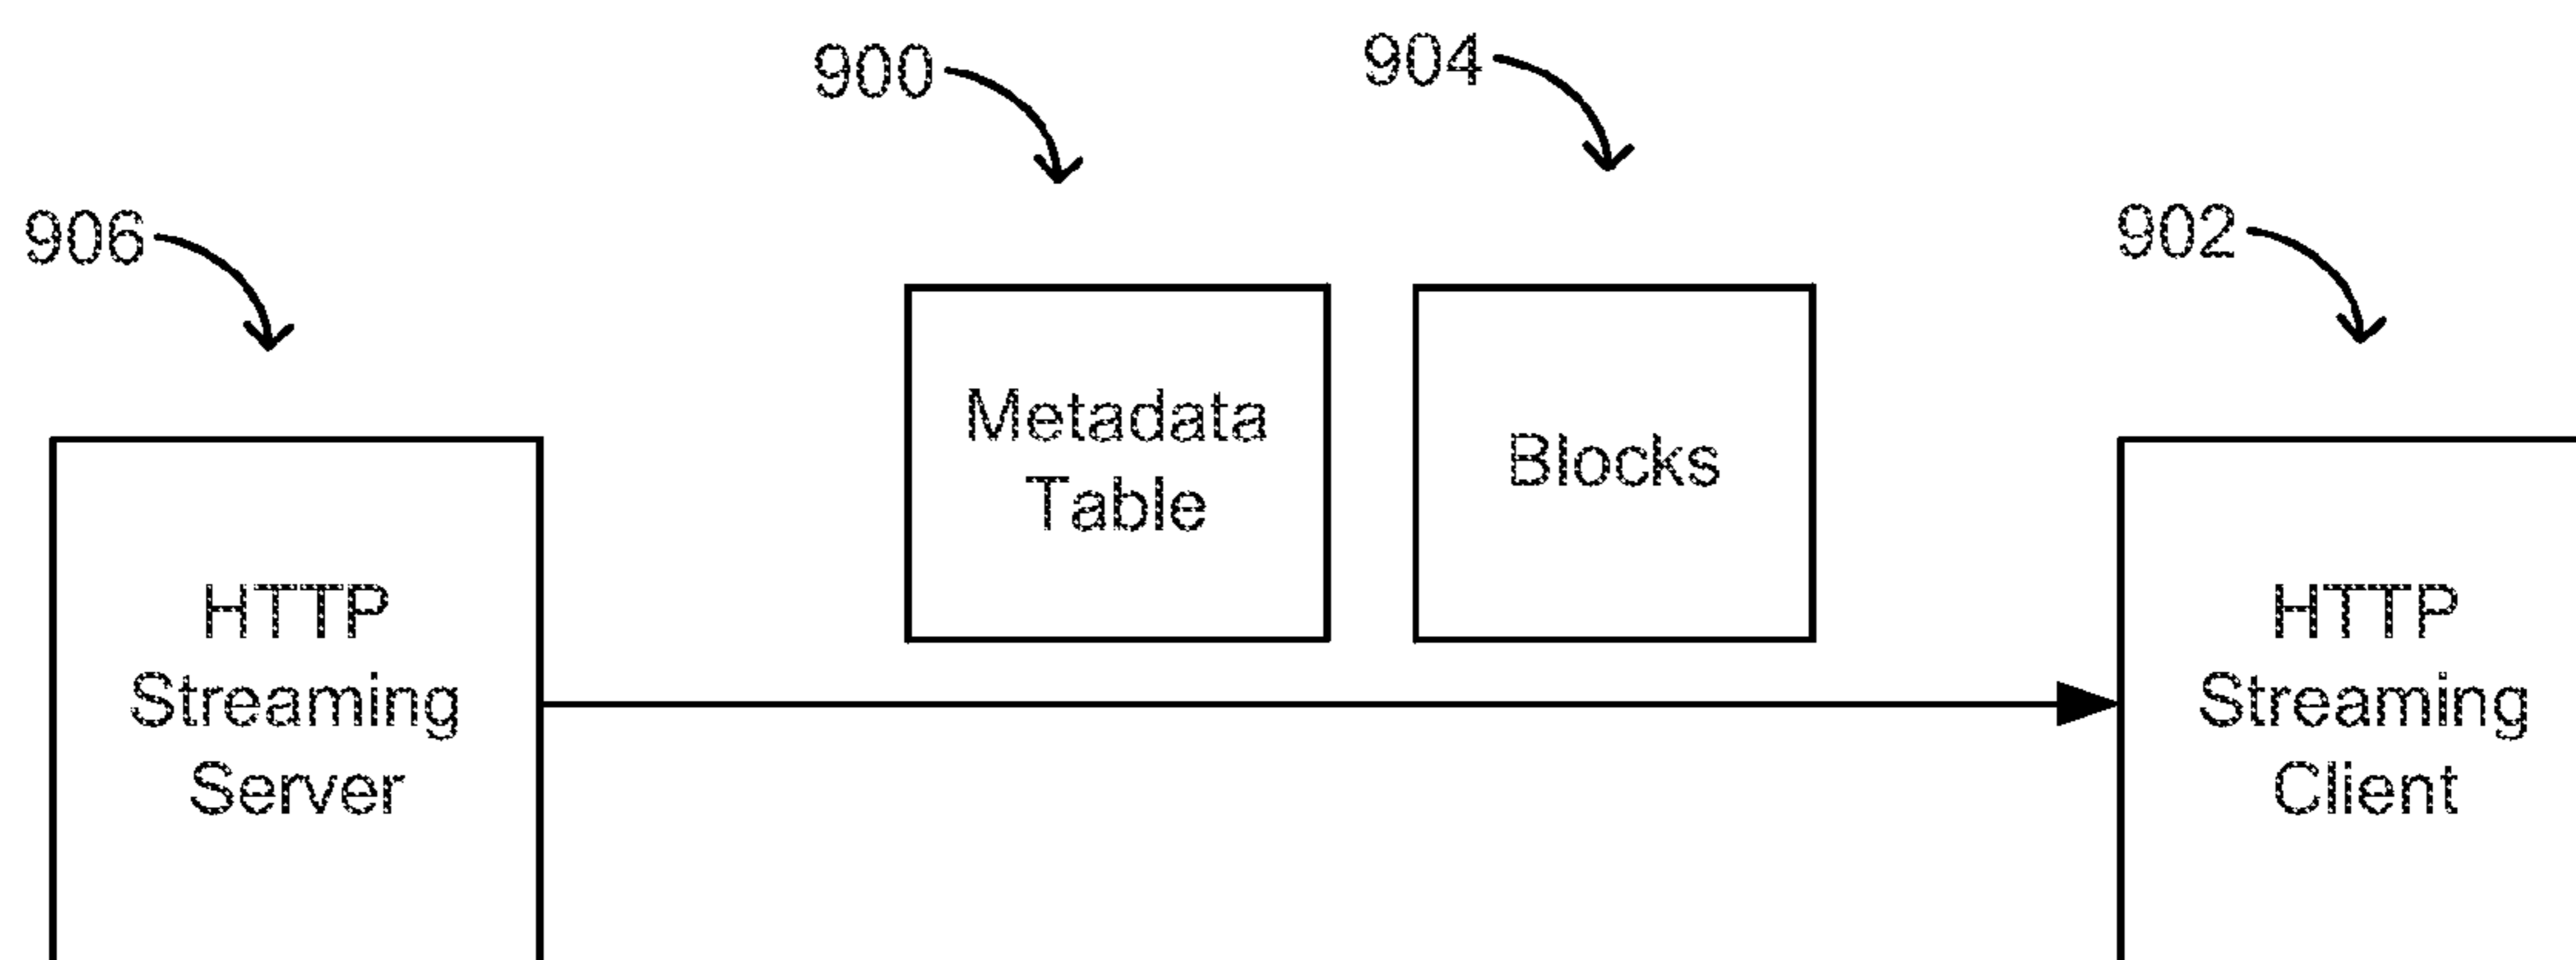 900
904
906
902
Metadata
Table
Blocks
HTTP
Streaming
Server
HTTP
Streaming
Client